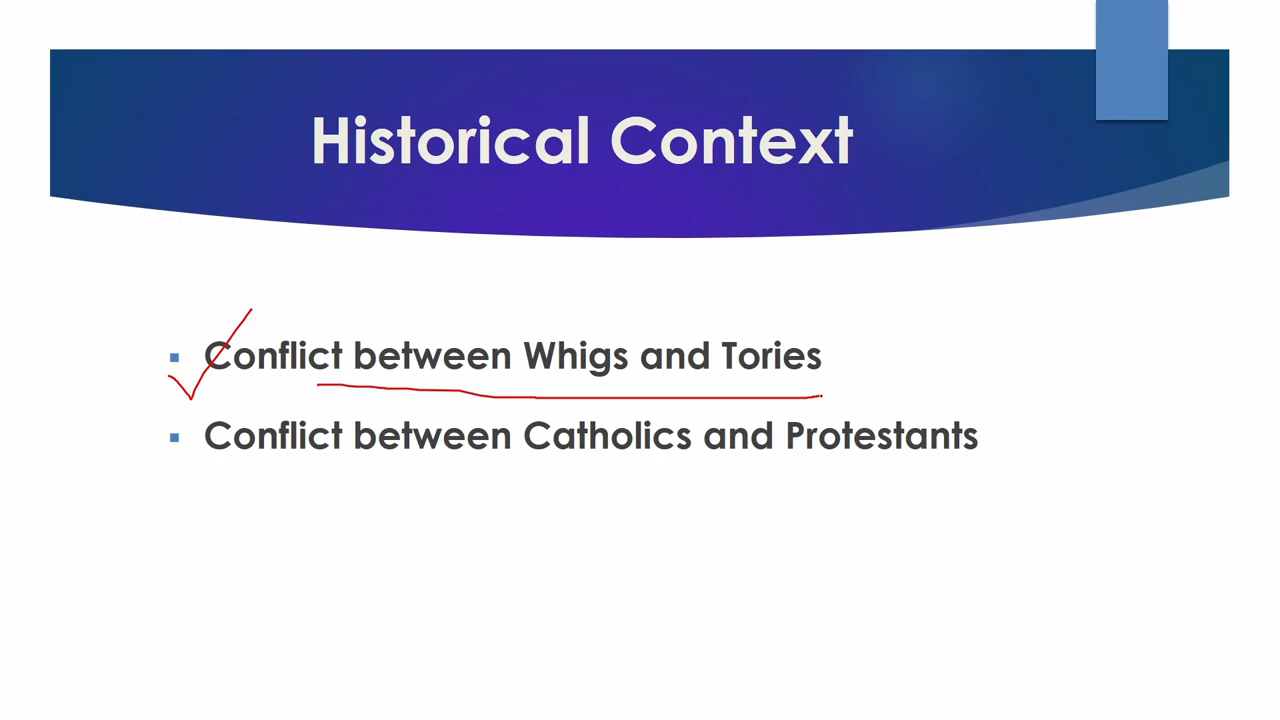 Historical Context
Conflict between Whigs and Tories
Conflict between Catholics and Protestants